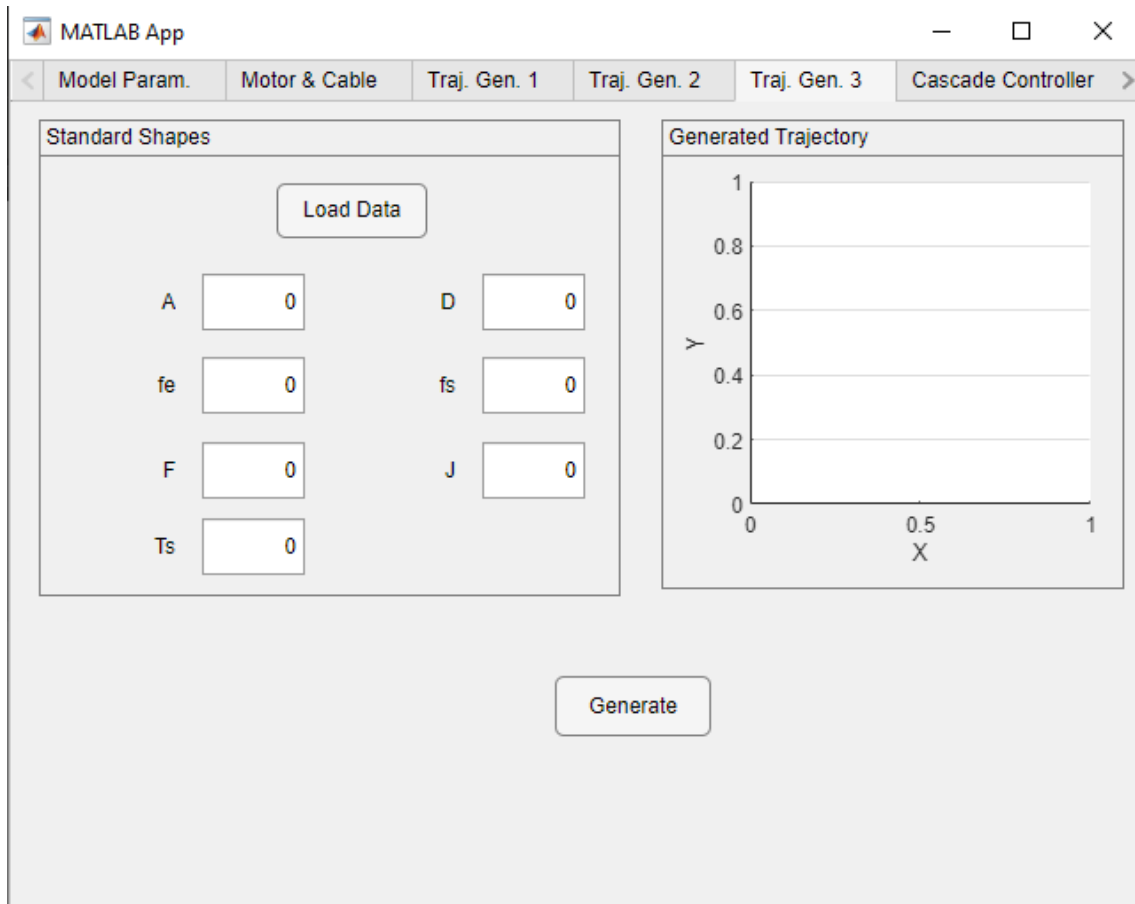 MATLAB App
Model Param. Motor & Cable Traj. Gen. 1 Traj. Gen. 2 Traj. Gen. 3 Cascade Controller
Standard Shapes
Load Data
A 0 D 0
fe 0 fs 0
F 0 J 0
Ts 0
Generated Trajectory
1
0.8
0.6
Y
0.4
0.2
0
0 0.5 1
X
Generate